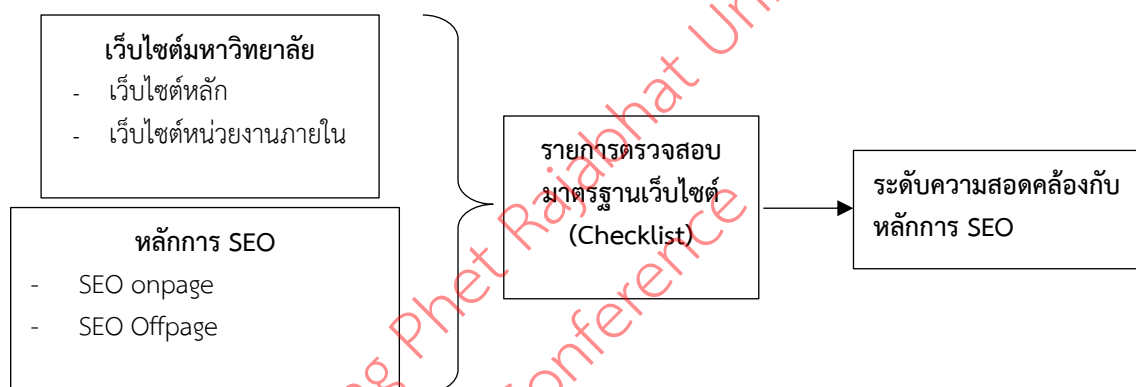 เว็บไซต์มหาวิทยาลัย
- เว็บไซต์หลัก
- เว็บไซต์หน่วยงานภายใน
หลักการ SEO
- SEO onpage
- SEO Offpage
รายการตรวจสอบ
มาตรฐานเว็บไซต์
(Checklist)
ระดับความสอดคล้องกับ
หลักการ SEO
Phet Rajabhat